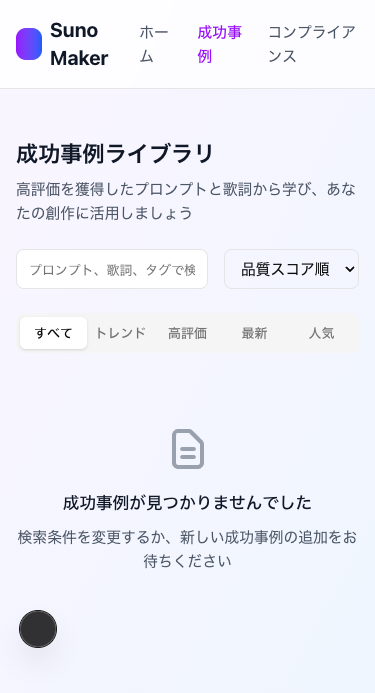 Suno
Maker
ホー
ム
成功事
例
コンプライア
ンス
成功事例ライブラリ
高評価を獲得したプロンプトと歌詞から学び、あな
たの創作に活用しましょう
プロンプト、歌詞、タグで検
品質スコア順
すべて トレンド 高評価 最新 人気
成功事例が見つかりませんでした
検索条件を変更するか、新しい成功事例の追加をお
待ちください